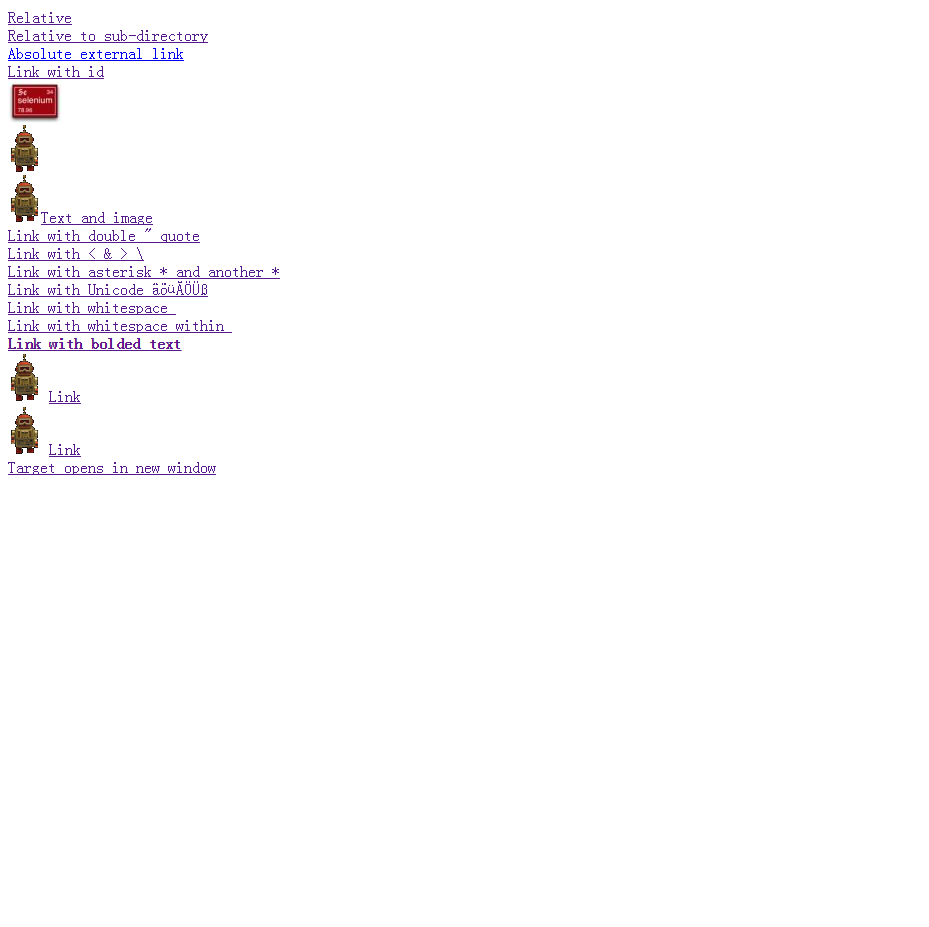 Relative
Relative to sub-directory
Absolute external link
Link with id
Se 34
selenium
78.96
Text and image
Link with double " quote
Link with < & > \
Link with asterisk * and another *
Link with Unicode äöüÄÖÜß
Link with whitespace
Link with whitespace within
Link with bolded text
Link
Link
Target opens in new window